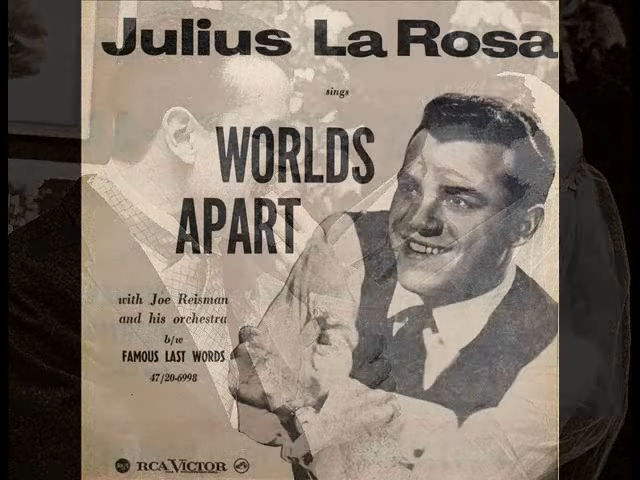 Julius La Rosa
sings
WORLDS
APART
with Joe Reisman
and his orchestra
b/w
FAMOUS LAST WORDS
47/20-6998
RCA VICTOR